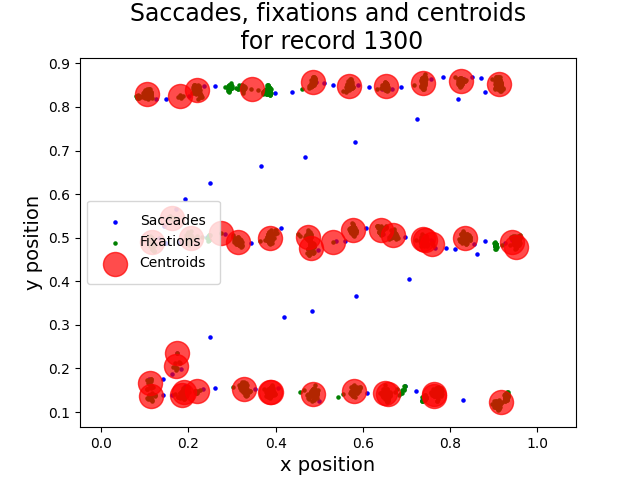 Saccades, fixations and centroids
for record 1300
0.9
0.8
0.7
0.6
0.5
0.4
0.3
0.2
0.1
y position
Saccades
Fixations
Centroids
0.0 0.2 0.4 0.6 0.8 1.0
x position